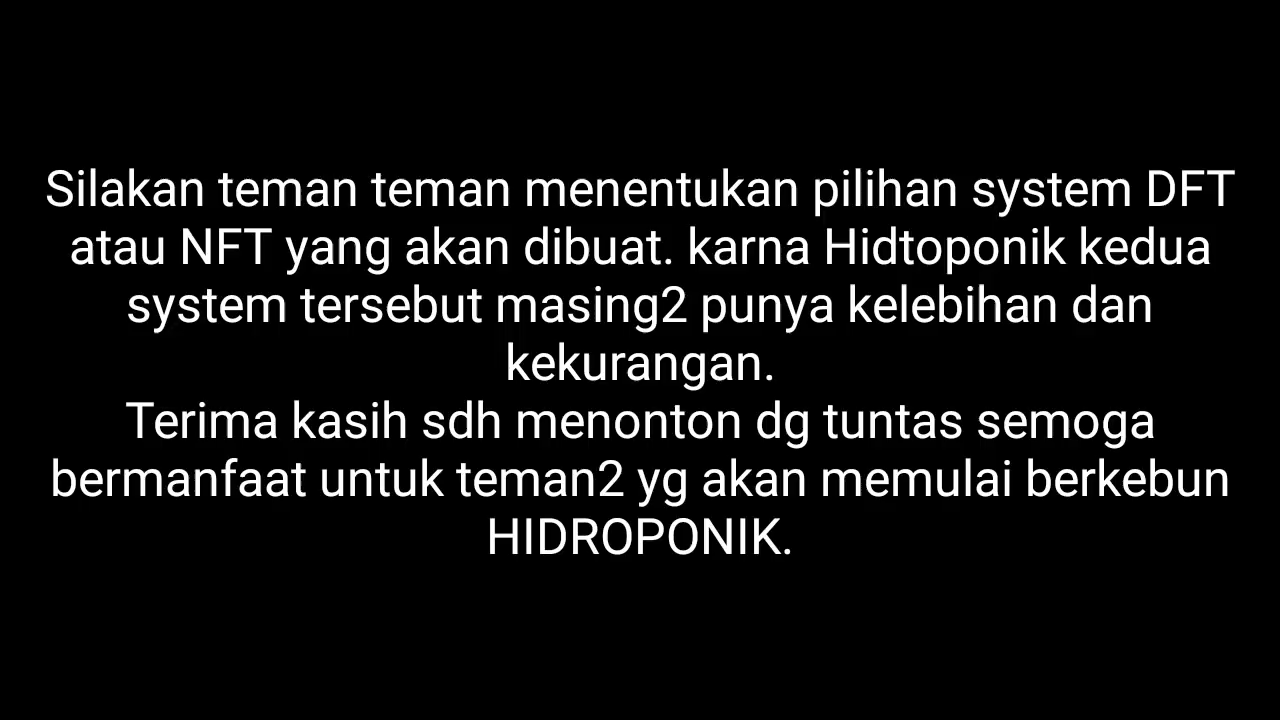 Silakan teman teman menentukan pilihan system DFT
atau NFT yang akan dibuat. karna Hidtoponik kedua
system tersebut masing2 punya kelebihan dan
kekurangan.
Terima kasih sdh menonton dg tuntas semoga
bermanfaat untuk teman2 yg akan memulai berkebun
HIDROPONIK.